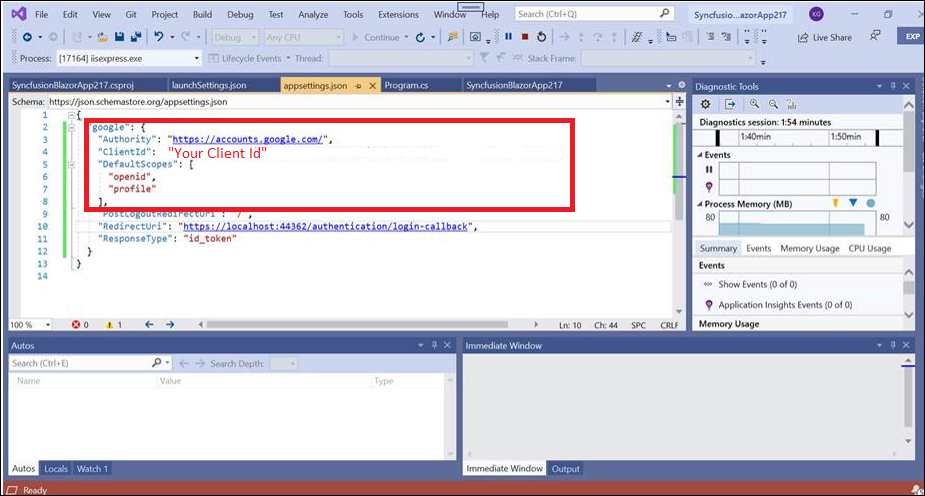 File Edit View Git Project Build Debug Test Analyze Tools Extensions Window Help Search (Ctrl+Q) Syncfusio...azorApp217 KG
Debug Any CPU Continue Live Share EXP
Process: [17164] iisexpress.exe Lifecycle Events Thread: Stack Frame:
SyncfusionBlazorApp217.csproj launchSettings.json appsettings.json Program.cs SyncfusionBlazorApp217
Schema: https://json.schemastore.org/appsettings.json
1 {
2 "google": {
3 "Authority": "https://accounts.google.com/",
4 "ClientId": "Your Client Id"
5 "DefaultScopes": [
6 "openid",
7 "profile"
8 ],
"PostLogoutRedirectUri "/",
10 "RedirectUri": "https://localhost:44362/authentication/login-callback",
11 "ResponseType": "id_token"
12 }
13 }
14
100 % 0 1 Ln: 10 Ch: 44 SPC CRLF
Diagnostic Tools
Diagnostics session: 1:54 minutes
1:40min 1:50min
Events
Process Memory (MB)
80 80
Summary Events Memory Usage CPU Usage
Events
Show Events (0 of 0)
Application Insights Events (0 of 0)
Memory Usage
Autos
Search (Ctrl+E) Search Depth:
Name Value Type
Autos Locals Watch 1
Immediate Window
Immediate Window Output
Ready